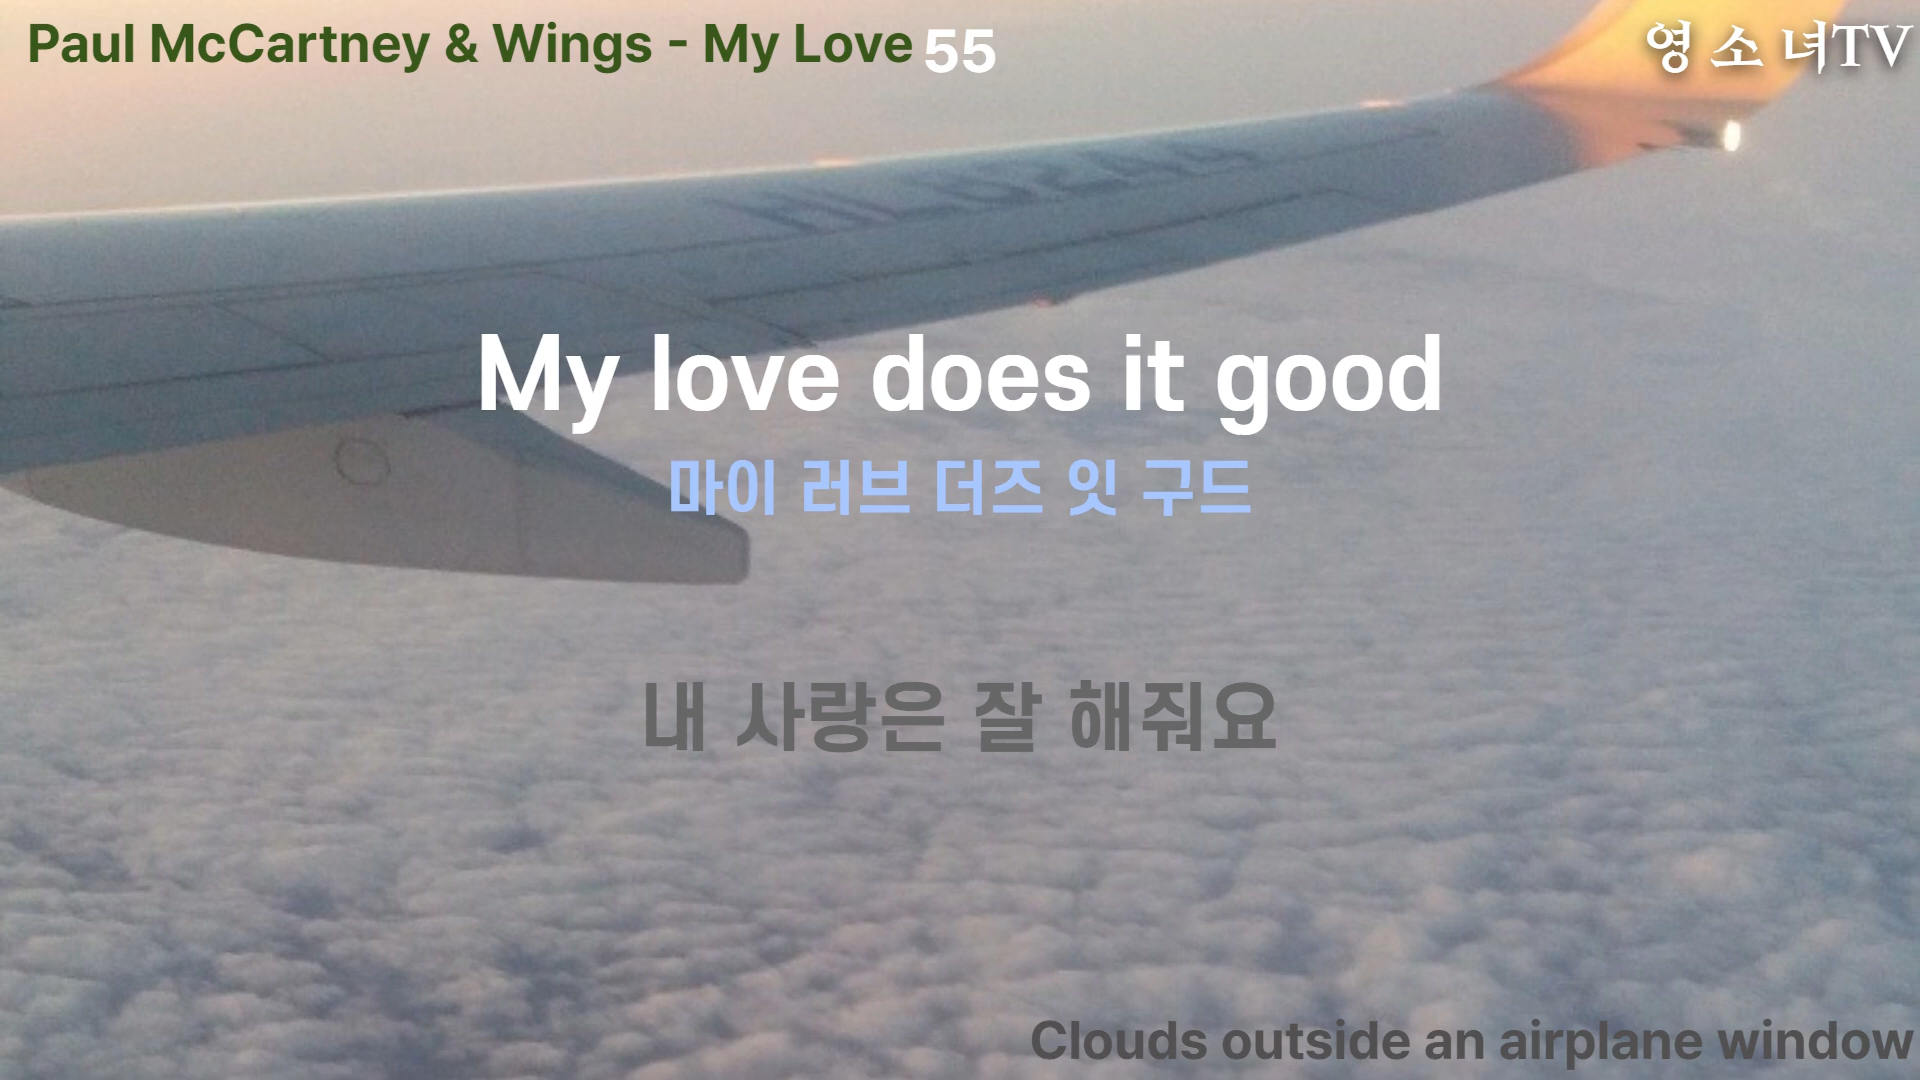 Paul McCartney & Wings - My Love 55
영 소 녀TV
My love does it good
마이 러브 더즈 잇 구드
내 사랑은 잘 해줘요
Clouds outside an airplane window